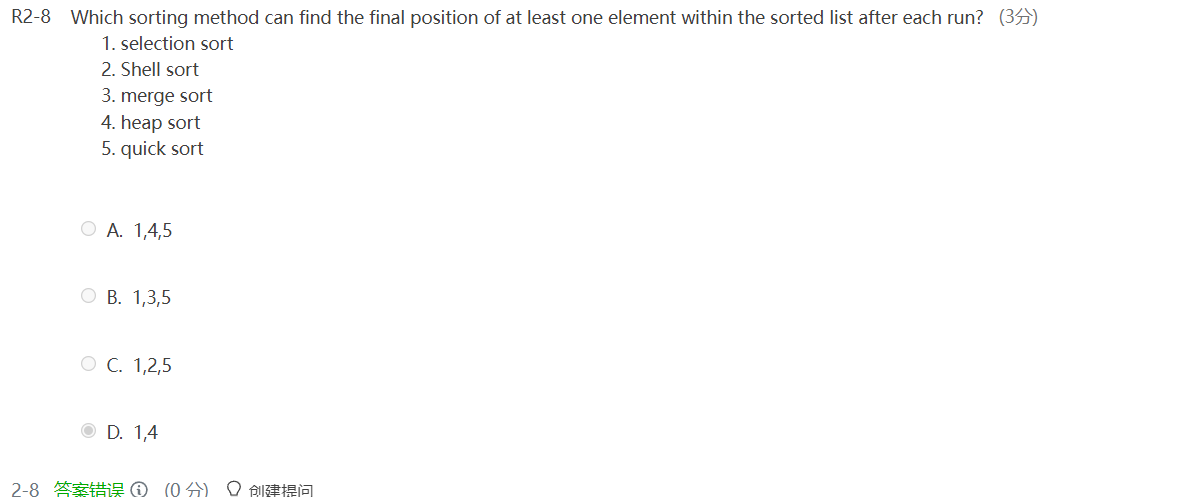 R2-8 Which sorting method can find the final position of at least one element within the sorted list after each run? (3分)
1. selection sort
2. Shell sort
3. merge sort
4. heap sort
5. quick sort
A. 1,4,5
B. 1,3,5
C. 1,2,5
D. 1,4
2-8 答案错误 (0 分) 创建提问